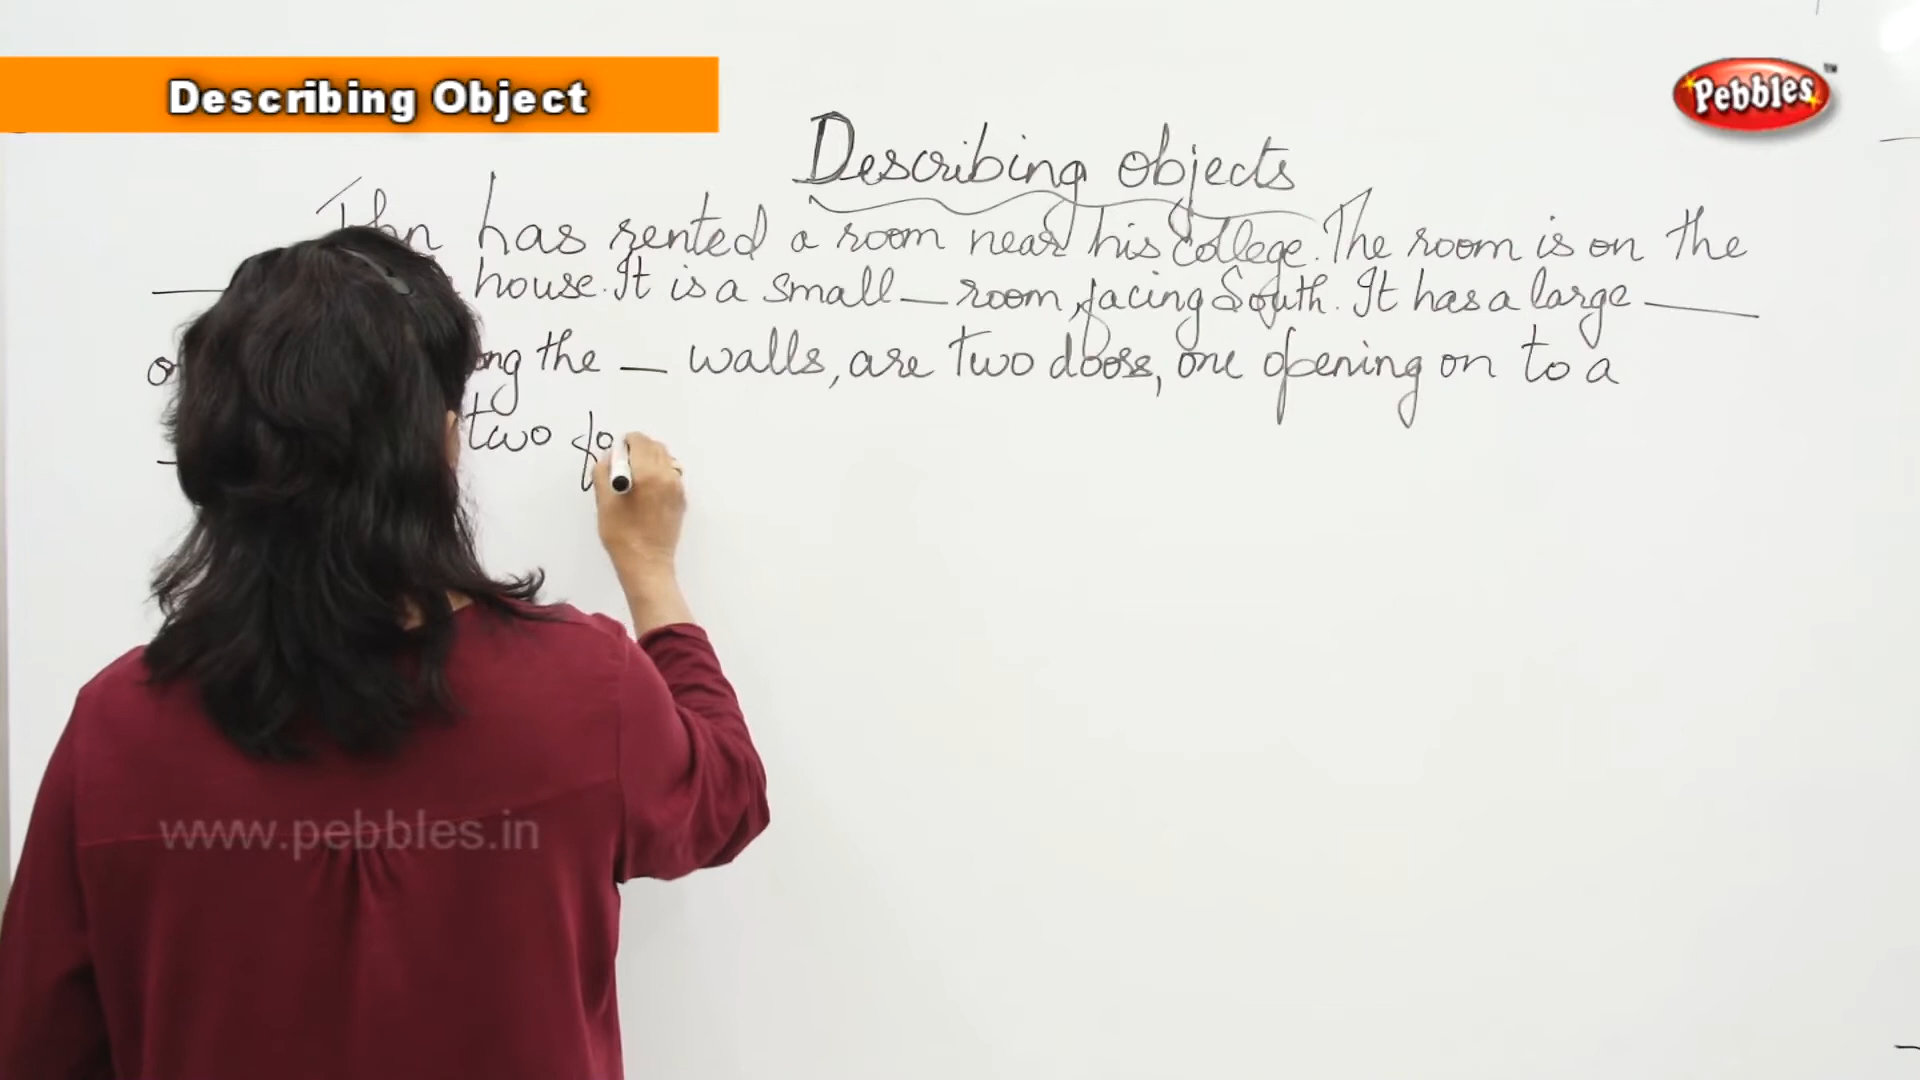 Describing Object
Pebbles™
Describing objects
has rented a room near his college. The room is on the
house. It is a small — room, facing South. It has a large ——
the — walls, are two doors, one opening on to a
two fo
www.pebbles.in